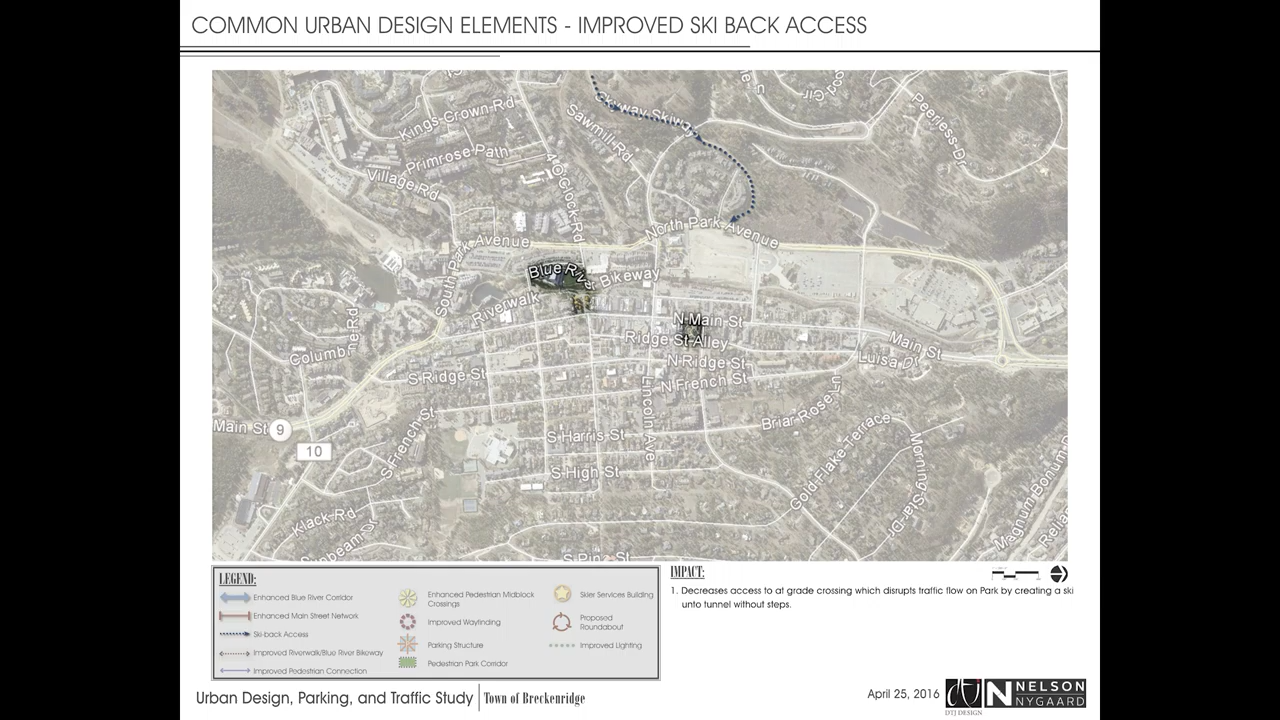 COMMON URBAN DESIGN ELEMENTS - IMPROVED SKI BACK ACCESS
Skyway Skiway
Peerless Dr
Kings Crown Rd
Sawmill Rd
Primrose Path
Village Rd
4 O'Clock Rd
North Park Avenue
South Park Avenue
Blue River Bikeway
Riverwalk
N Main St
Ridge St Alley
Main St
Luisa Dr
N Ridge St
S Ridge St
N French St
Lincoln Ave
Briar Rose Ln
Main St
9
10
S French St
S Harris St
S High St
Gold Flake Terrace
Morning Star Dr
Klack Rd
Sunbeam Dr
S Pine St
LEGEND:
Enhanced Blue River Corridor
Enhanced Main Street Network
Ski-back Access
Improved Riverwalk/Blue River Bikeway
Improved Pedestrian Connection
Enhanced Pedestrian Midblock
Crossings
Improved Wayfinding
Parking Structure
Pedestrian Park Corridor
Skier Services Building
Proposed
Roundabout
Improved Lighting
IMPACT:
1. Decreases access to at grade crossing which disrupts traffic flow on Park by creating a ski
unto tunnel without steps.
Urban Design, Parking, and Traffic Study | Town of Breckenridge
April 25, 2016
DTJ DESIGN
NELSON
NYGAARD